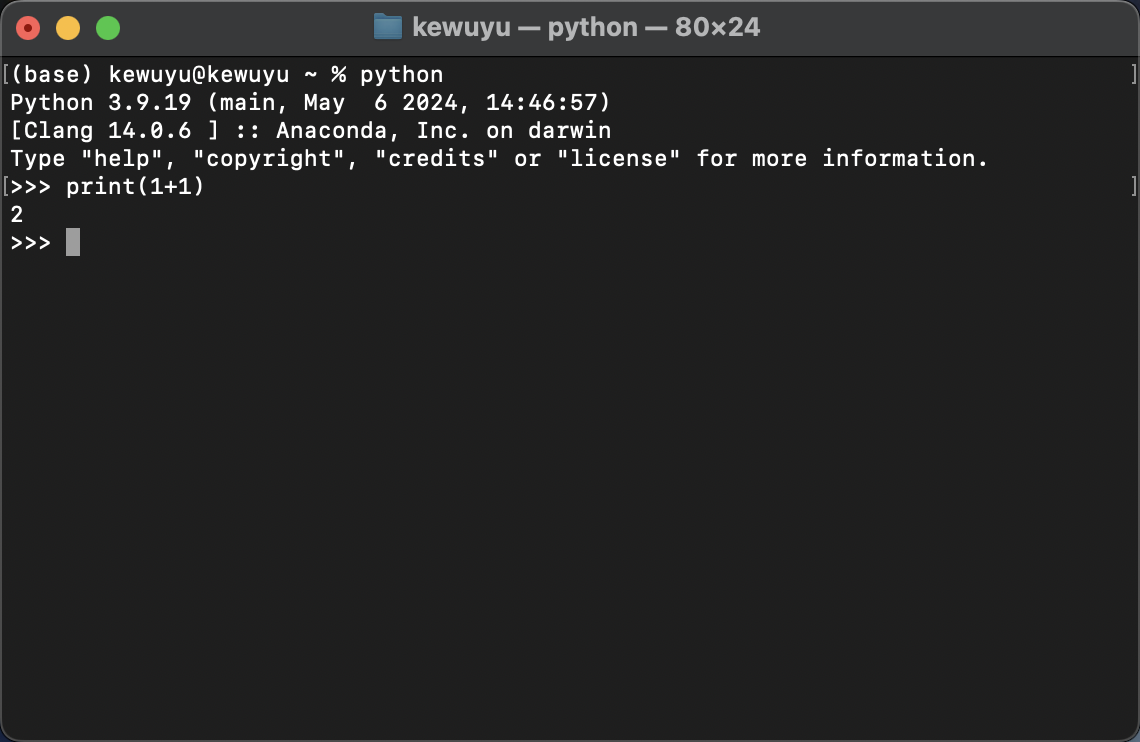 kewuyu — python — 80×24
[(base) kewuyu@kewuyu ~ % python ]
Python 3.9.19 (main, May  6 2024, 14:46:57)
[Clang 14.0.6 ] :: Anaconda, Inc. on darwin
Type "help", "copyright", "credits" or "license" for more information.
[>>> print(1+1) ]
2
>>>